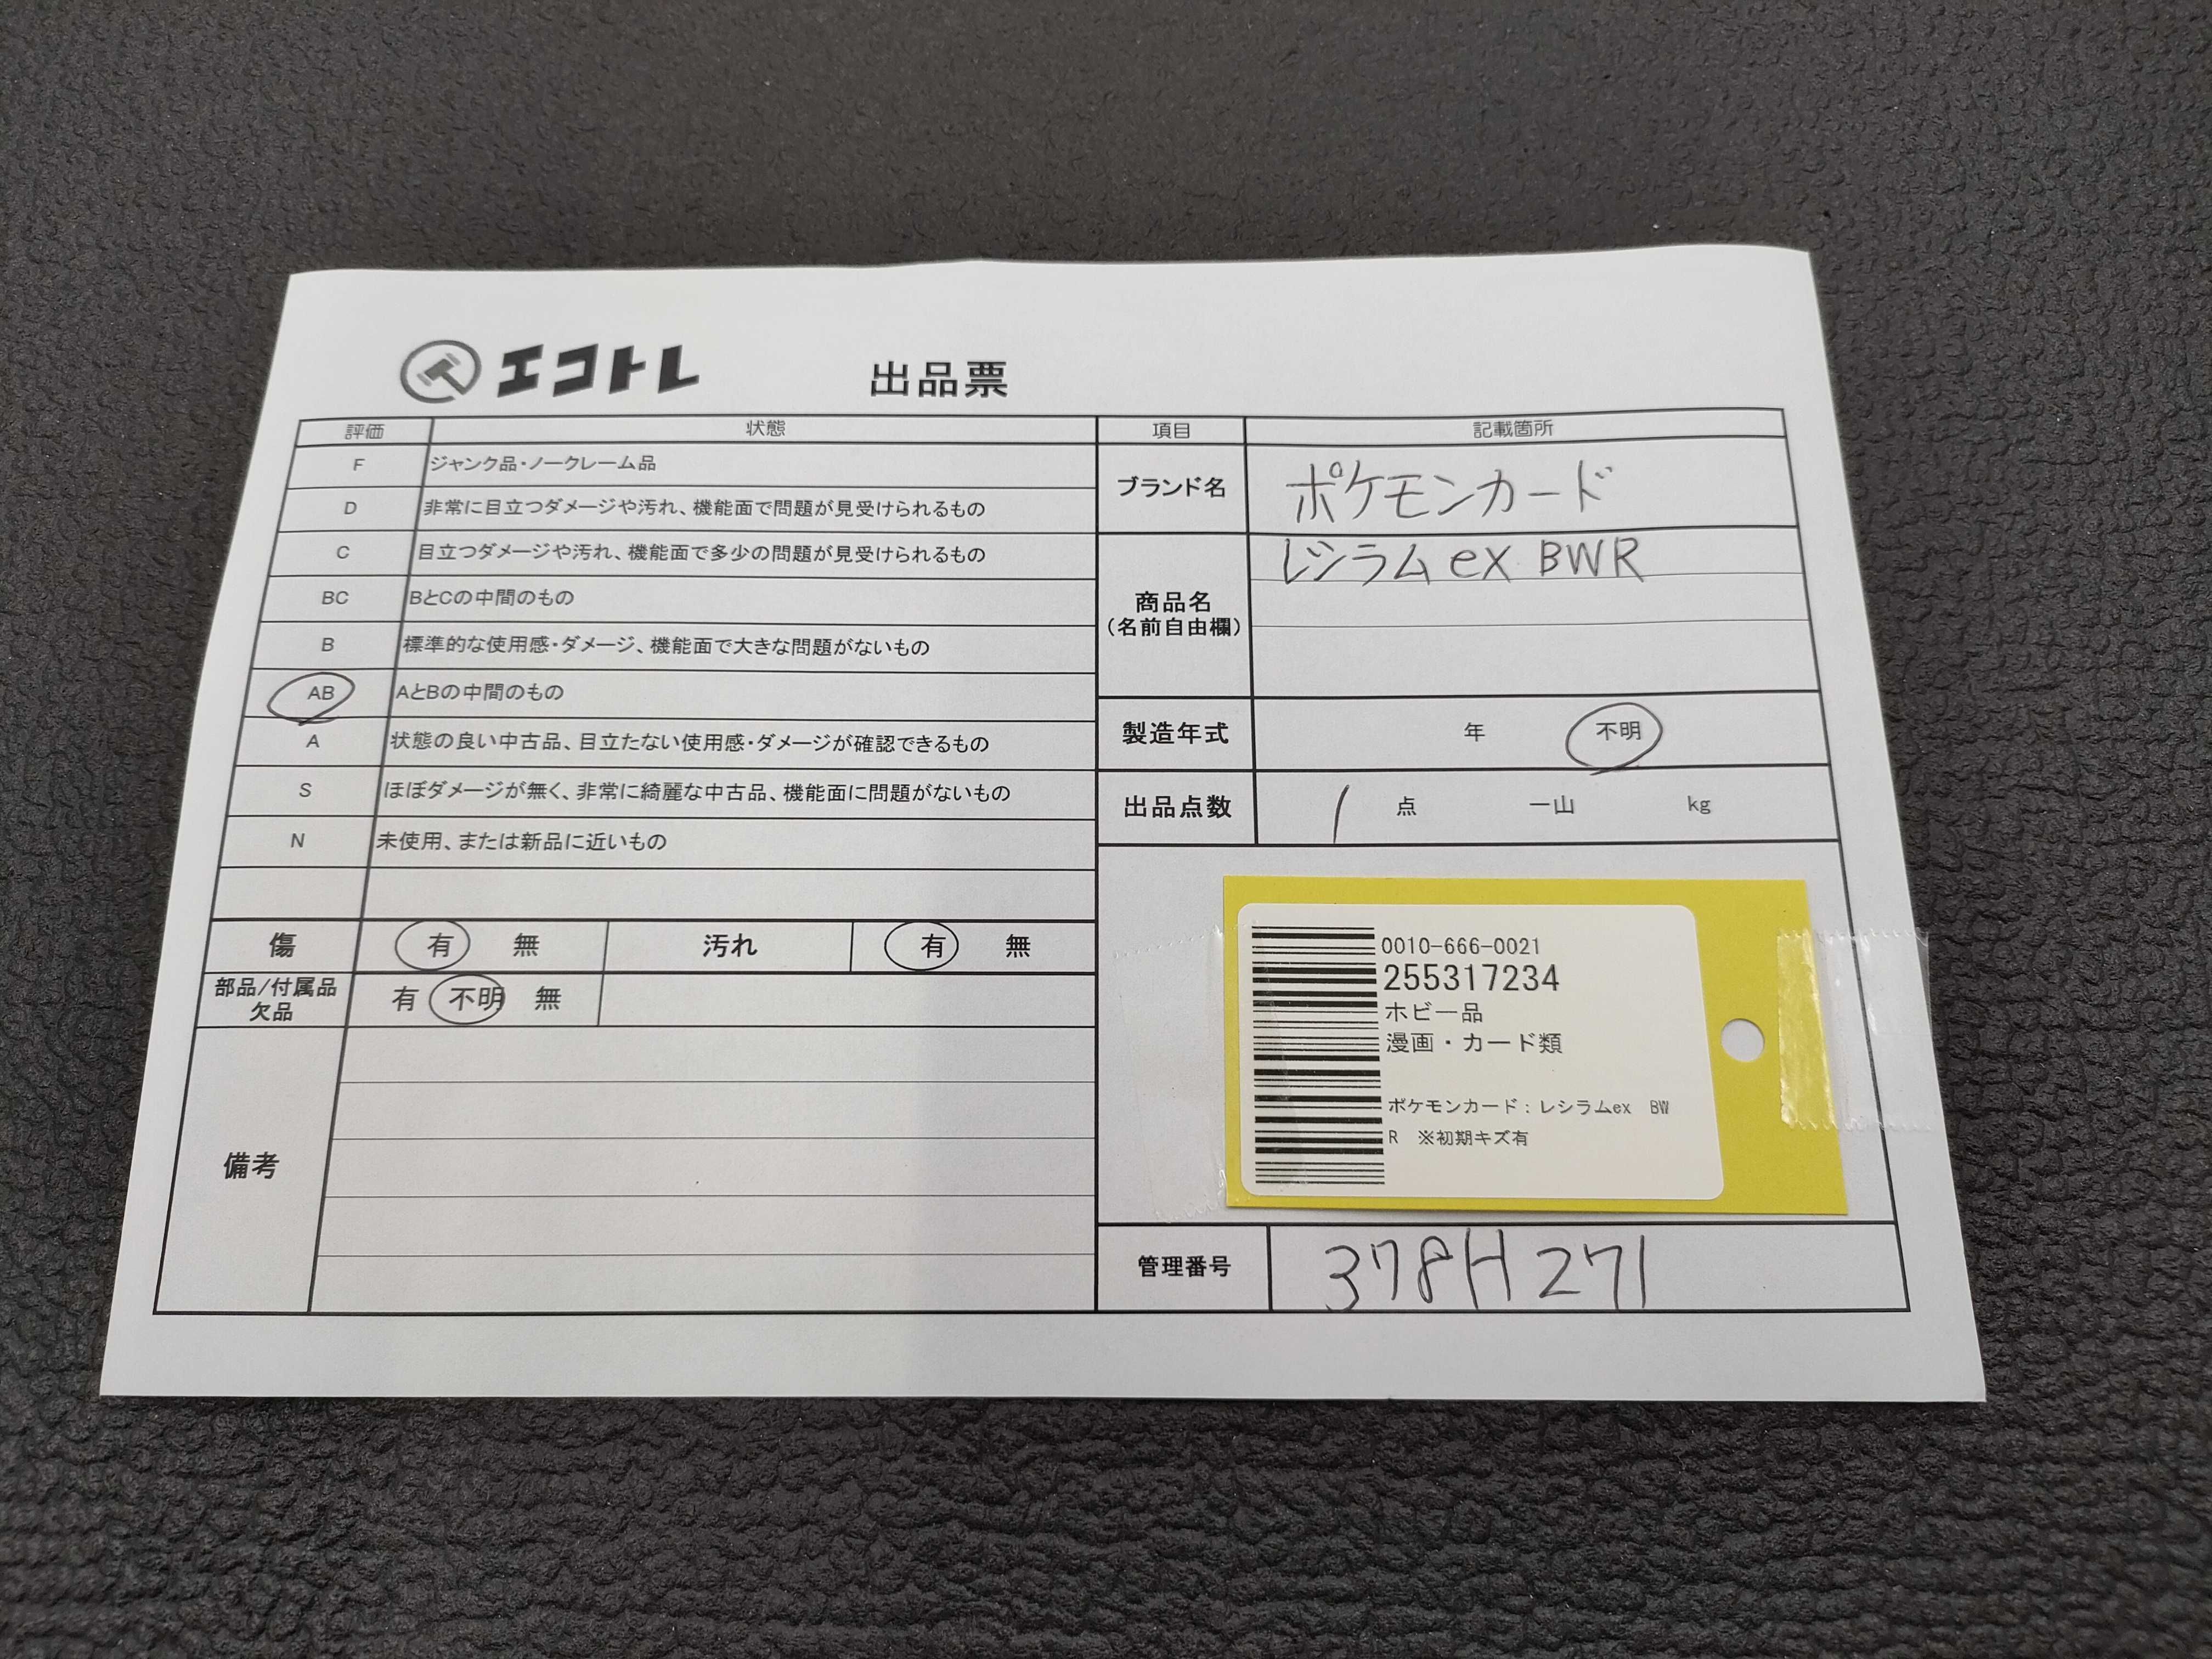 エコトレ 出品票
評価 状態
F ジャンク品・ノークレーム品
D 非常に目立つダメージや汚れ、機能面で問題が見受けられるもの
C 目立つダメージや汚れ、機能面で多少の問題が見受けられるもの
BC BとCの中間のもの
B 標準的な使用感・ダメージ、機能面で大きな問題がないもの
AB AとBの中間のもの
A 状態の良い中古品、目立たない使用感・ダメージが確認できるもの
S ほぼダメージが無く、非常に綺麗な中古品、機能面に問題がないもの
N 未使用、または新品に近いもの
傷 有 無 汚れ 有 無
部品/付属品
欠品
有 不明 無
備考
項目 記載箇所
ブランド名 ポケモンカード
商品名
(名前自由欄)
レシラム ex BWR
製造年式 年 不明
出品点数 1 点 一山 kg
0010-666-0021
255317234
ホビー品
漫画・カード類
ポケモンカード：レシラムex BW
R ※初期キズ有
管理番号 378H271